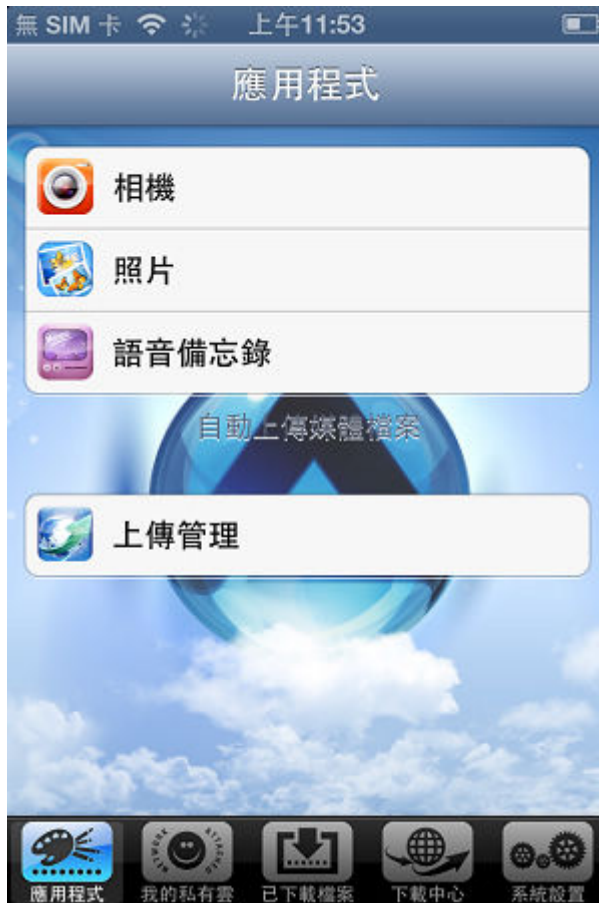 無 SIM 卡 上午11:53
應用程式
相機
照片
語音備忘錄
自動上傳媒體檔案
上傳管理
NETWORK ATTACHED
應用程式 我的私有雲 已下載檔案 下載中心 系統設置